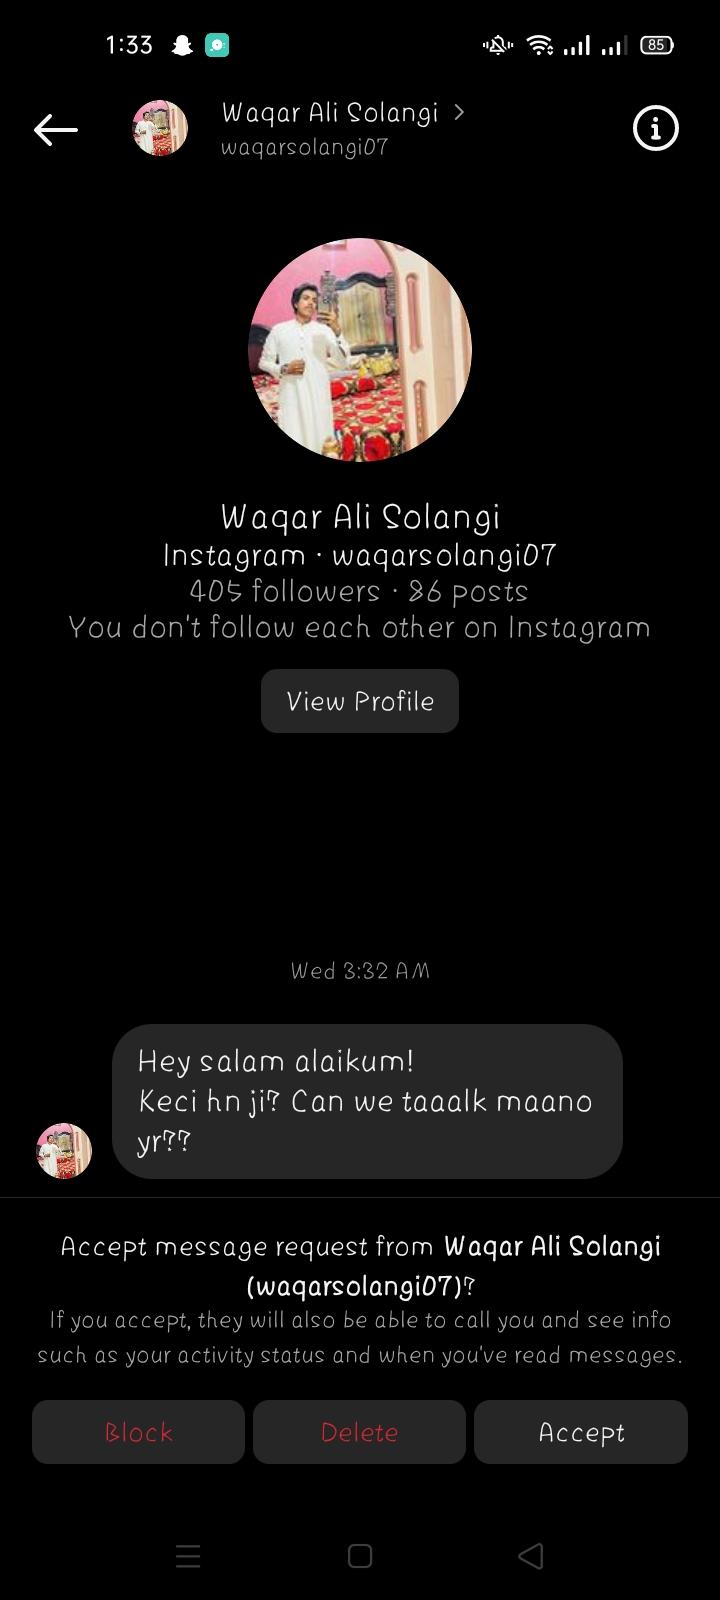 1:33
85
Waqar Ali Solangi
waqarsolangi07
Waqar Ali Solangi
Instagram · waqarsolangi07
405 followers · 86 posts
You don't follow each other on Instagram
View Profile
Wed 3:32 AM
Hey salam alaikum!
Keci hn ji? Can we taaalk maano
yr??
Accept message request from Waqar Ali Solangi
(waqarsolangi07)?
If you accept, they will also be able to call you and see info
such as your activity status and when you've read messages.
Block
Delete
Accept